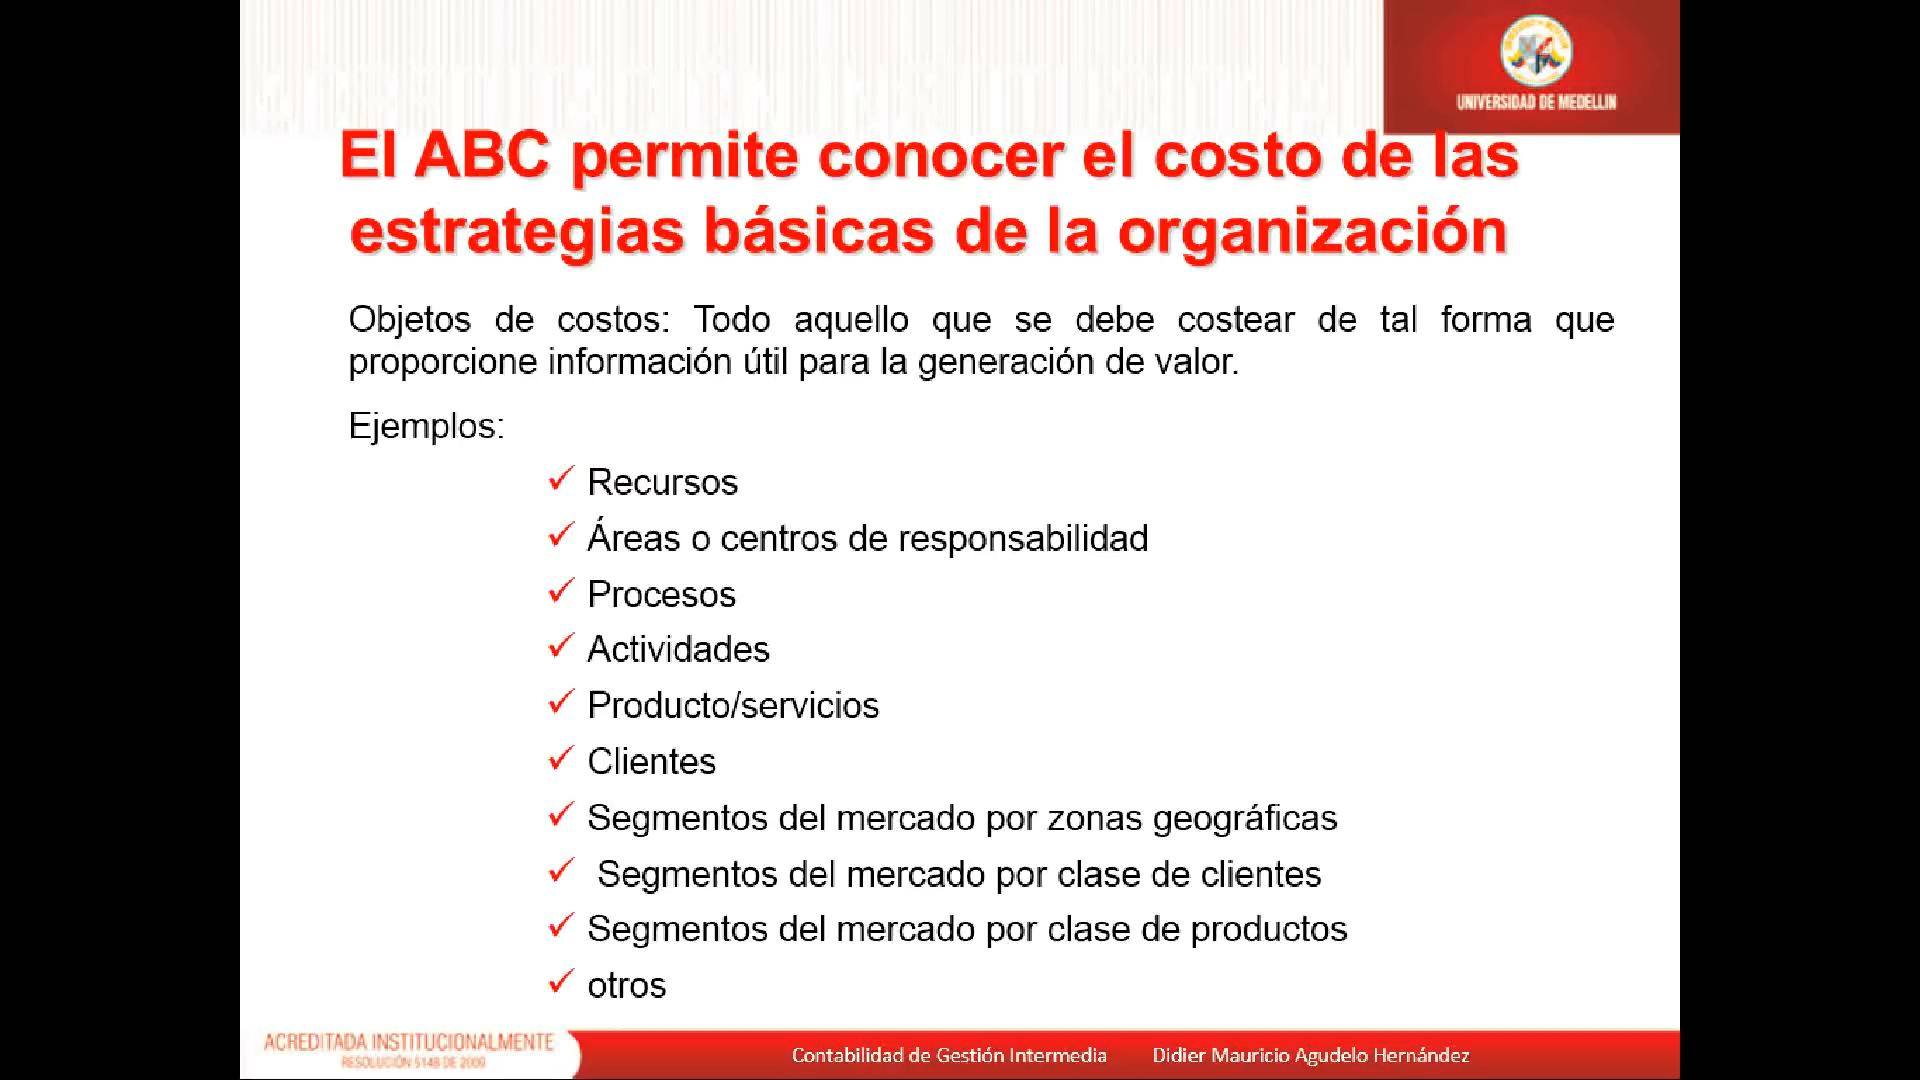 UNIVERSIDAD DE MEDELLIN
El ABC permite conocer el costo de las
estrategias básicas de la organización
Objetos de costos: Todo aquello que se debe costear de tal forma que
proporcione información útil para la generación de valor.
Ejemplos:
✓ Recursos
✓ Áreas o centros de responsabilidad
✓ Procesos
✓ Actividades
✓ Producto/servicios
✓ Clientes
✓ Segmentos del mercado por zonas geográficas
✓ Segmentos del mercado por clase de clientes
✓ Segmentos del mercado por clase de productos
✓ otros
ACREDITADA INSTITUCIONALMENTE
RESOLUCIÓN 5148 DE 2009
Contabilidad de Gestión Intermedia Didier Mauricio Agudelo Hernández